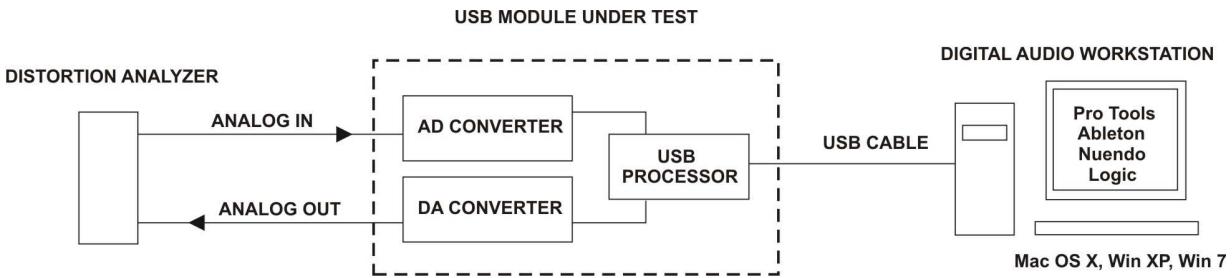 USB MODULE UNDER TEST
DISTORTION ANALYZER
DIGITAL AUDIO WORKSTATION
ANALOG IN
AD CONVERTER
USB
PROCESSOR
USB CABLE
Pro Tools
Ableton
Nuendo
Logic
ANALOG OUT
DA CONVERTER
Mac OS X, Win XP, Win 7